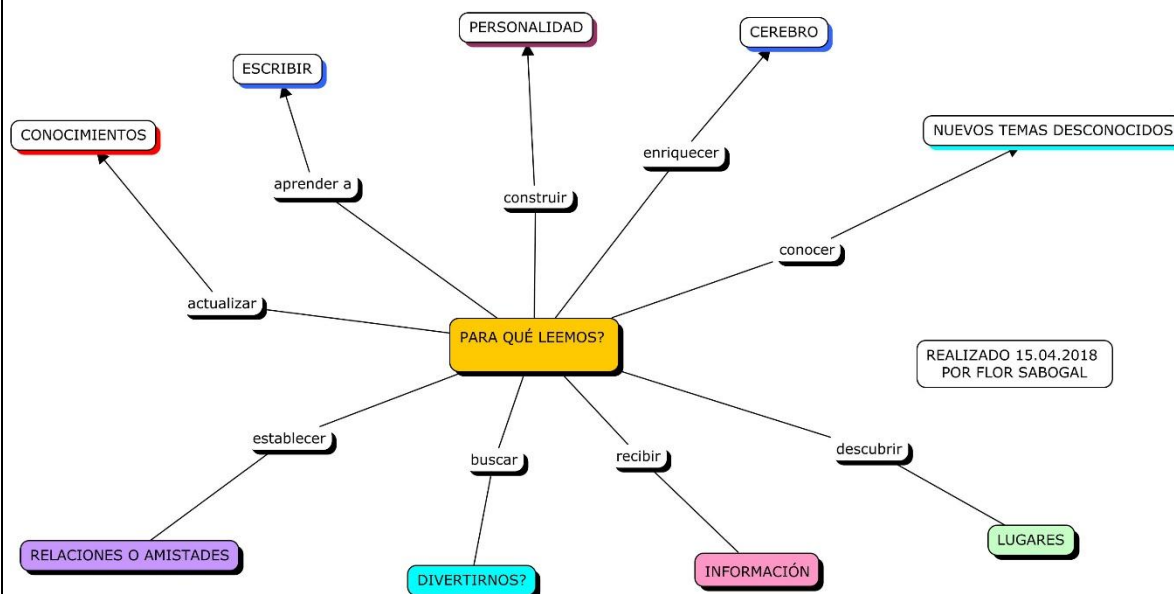 PERSONALIDAD
CEREBRO
ESCRIBIR
CONOCIMIENTOS
NUEVOS TEMAS DESCONOCIDOS
enriquecer
aprender a
construir
conocer
actualizar
PARA QUÉ LEEMOS?
REALIZADO 15.04.2018
POR FLOR SABOGAL
establecer
buscar
recibir
descubrir
RELACIONES O AMISTADES
DIVERTIRNOS?
INFORMACIÓN
LUGARES